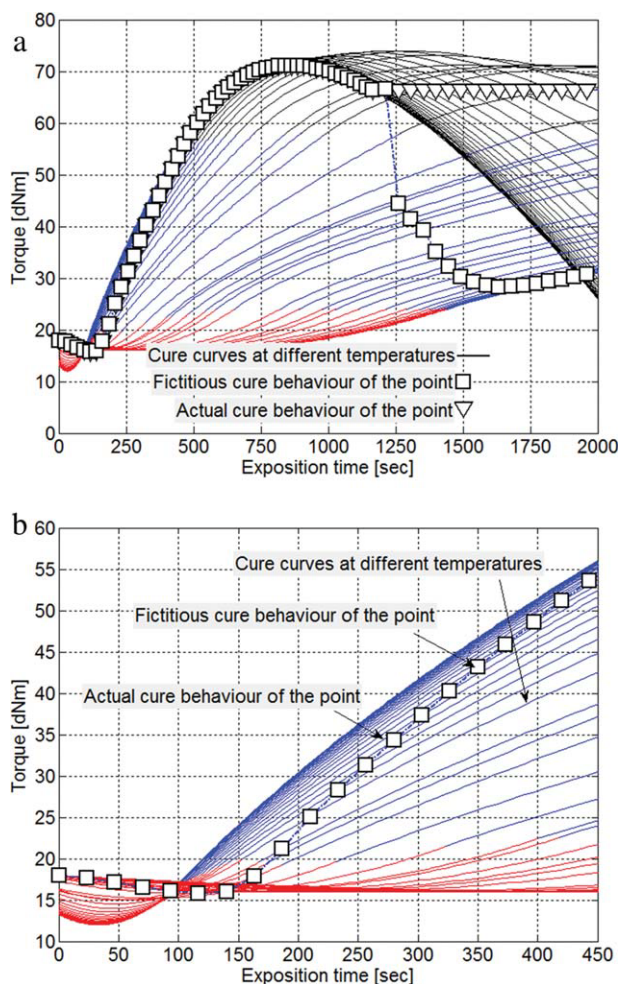 a
80
70
60
50
40
30
20
10
0
Torque [dNm]
Cure curves at different temperatures
Fictitious cure behaviour of the point
Actual cure behaviour of the point
0 250 500 750 1000 1250 1500 1750 2000
Exposition time [sec]
b
60
55
50
45
40
35
30
25
20
15
10
Torque [dNm]
Cure curves at different temperatures
Fictitious cure behaviour of the point
Actual cure behaviour of the point
0 50 100 150 200 250 300 350 400 450
Exposition time [sec]